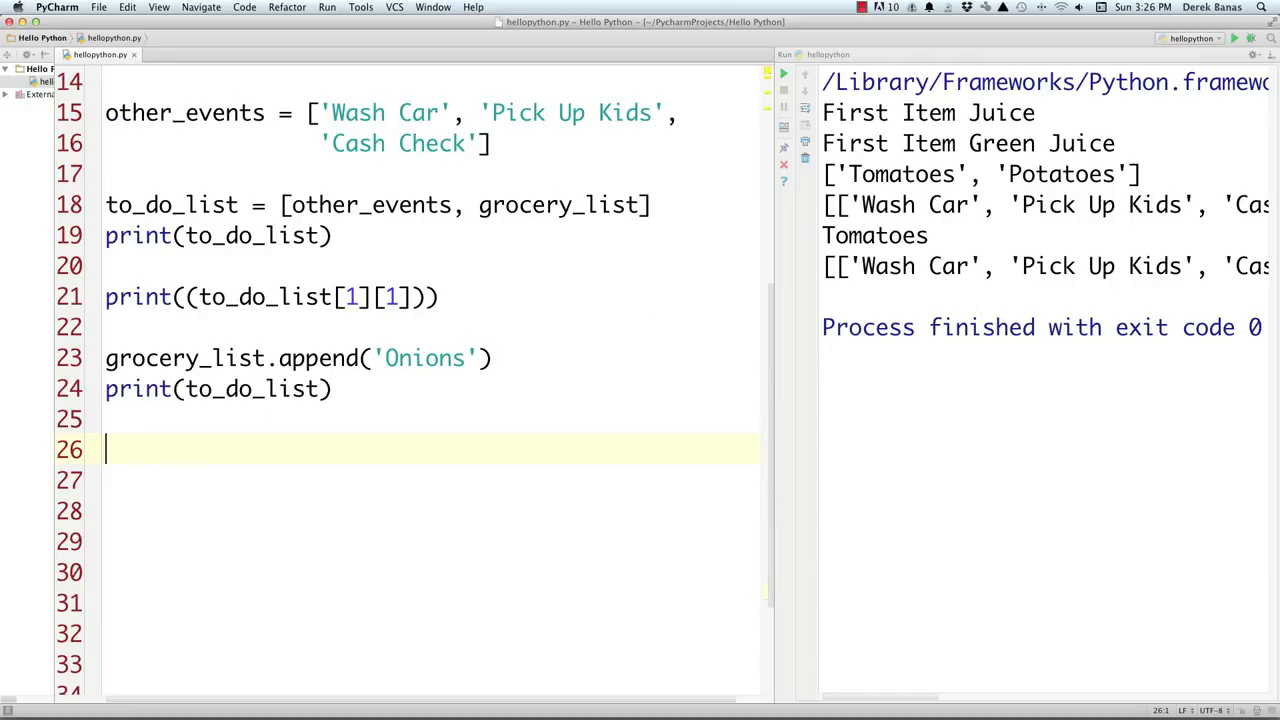 PyCharm File Edit View Navigate Code Refactor Run Tools VCS Window Help 10 Sun 3:26 PM Derek Banas
hellopython.py – Hello Python – [~/PycharmProjects/Hello Python]
Hello Python hellopython.py hellopython
hellopython.py Run hellopython
Hello P
hell
Externa
14
15 other_events = ['Wash Car', 'Pick Up Kids',
16 'Cash Check']
17
18 to_do_list = [other_events, grocery_list]
19 print(to_do_list)
20
21 print((to_do_list[1][1]))
22
23 grocery_list.append('Onions')
24 print(to_do_list)
25
26
27
28
29
30
31
32
33
34
/Library/Frameworks/Python.framewo
First Item Juice
First Item Green Juice
['Tomatoes', 'Potatoes']
[['Wash Car', 'Pick Up Kids', 'Cas
Tomatoes
[['Wash Car', 'Pick Up Kids', 'Cas
Process finished with exit code 0
26:1 LF UTF-8